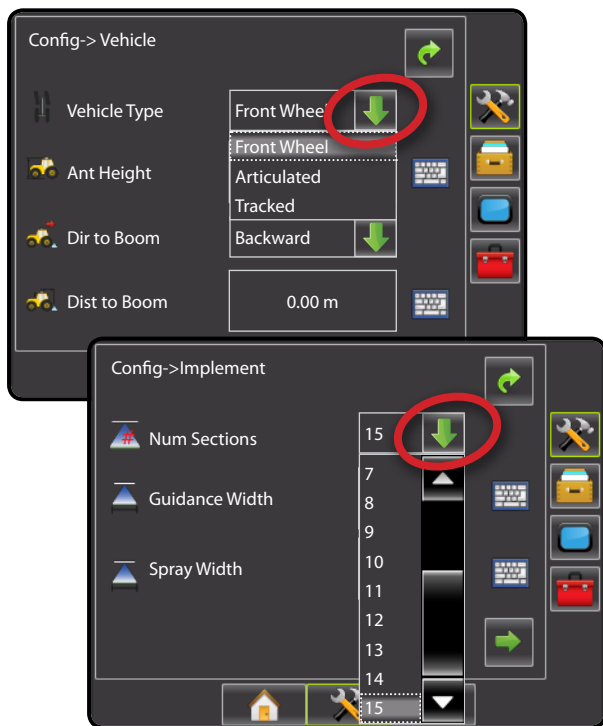 Config-> Vehicle
Vehicle Type
Front Wheel
Front Wheel
Ant Height
Articulated
Tracked
Dir to Boom
Backward
Dist to Boom
0.00 m
Config->Implement
Num Sections
15
7
Guidance Width
8
9
10
Spray Width
11
12
13
14
15